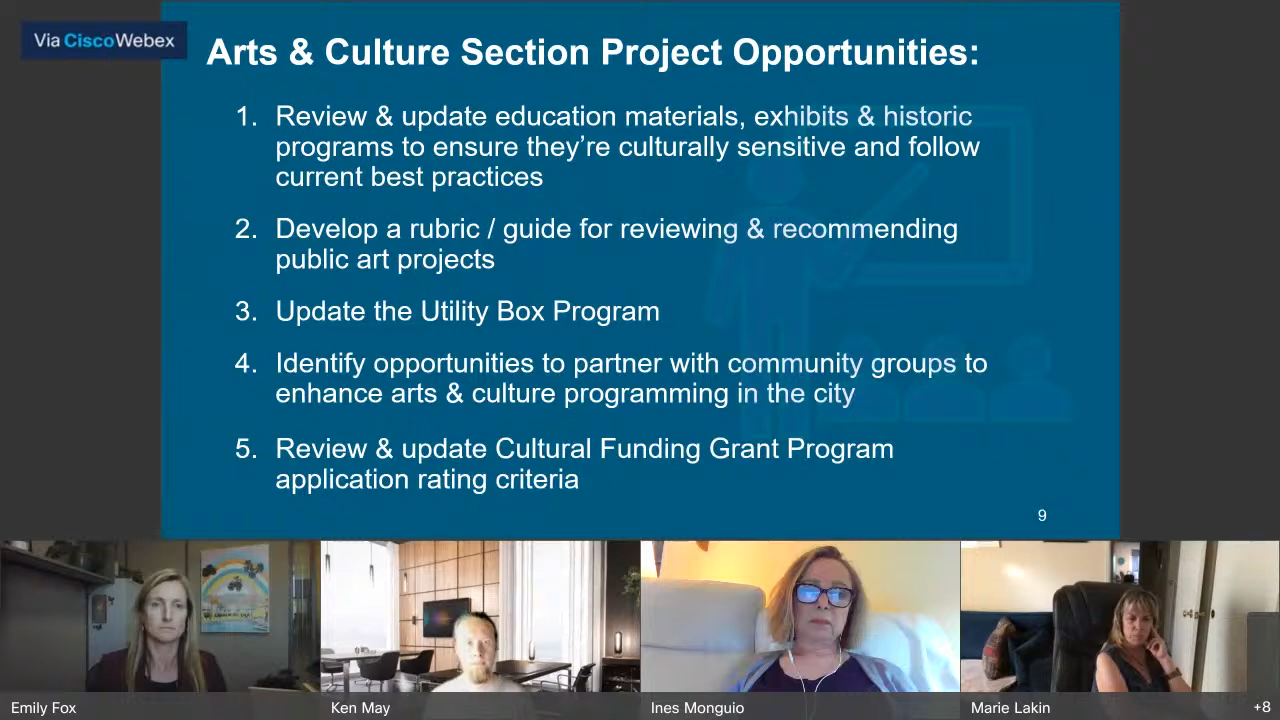 Via CiscoWebex
Arts & Culture Section Project Opportunities:
1. Review & update education materials, exhibits & historic
programs to ensure they’re culturally sensitive and follow
current best practices
2. Develop a rubric / guide for reviewing & recommending
public art projects
3. Update the Utility Box Program
4. Identify opportunities to partner with community groups to
enhance arts & culture programming in the city
5. Review & update Cultural Funding Grant Program
application rating criteria
9
Emily Fox
Ken May
Ines Monguio
Marie Lakin
+8